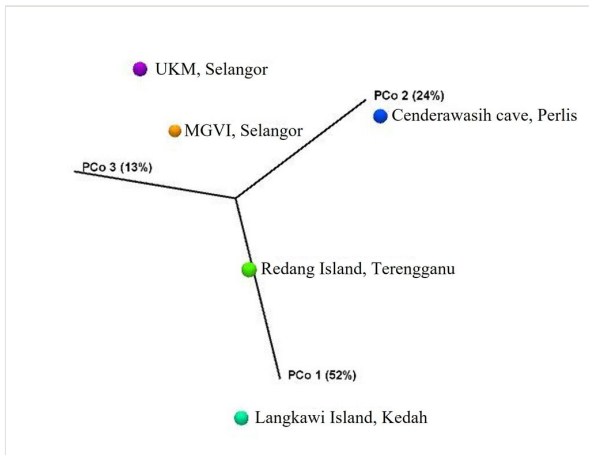 UKM, Selangor
PCo 2 (24%)
Cenderawasih cave, Perlis
MGVI, Selangor
PCo 3 (13%)
Redang Island, Terengganu
PCo 1 (52%)
Langkawi Island, Kedah